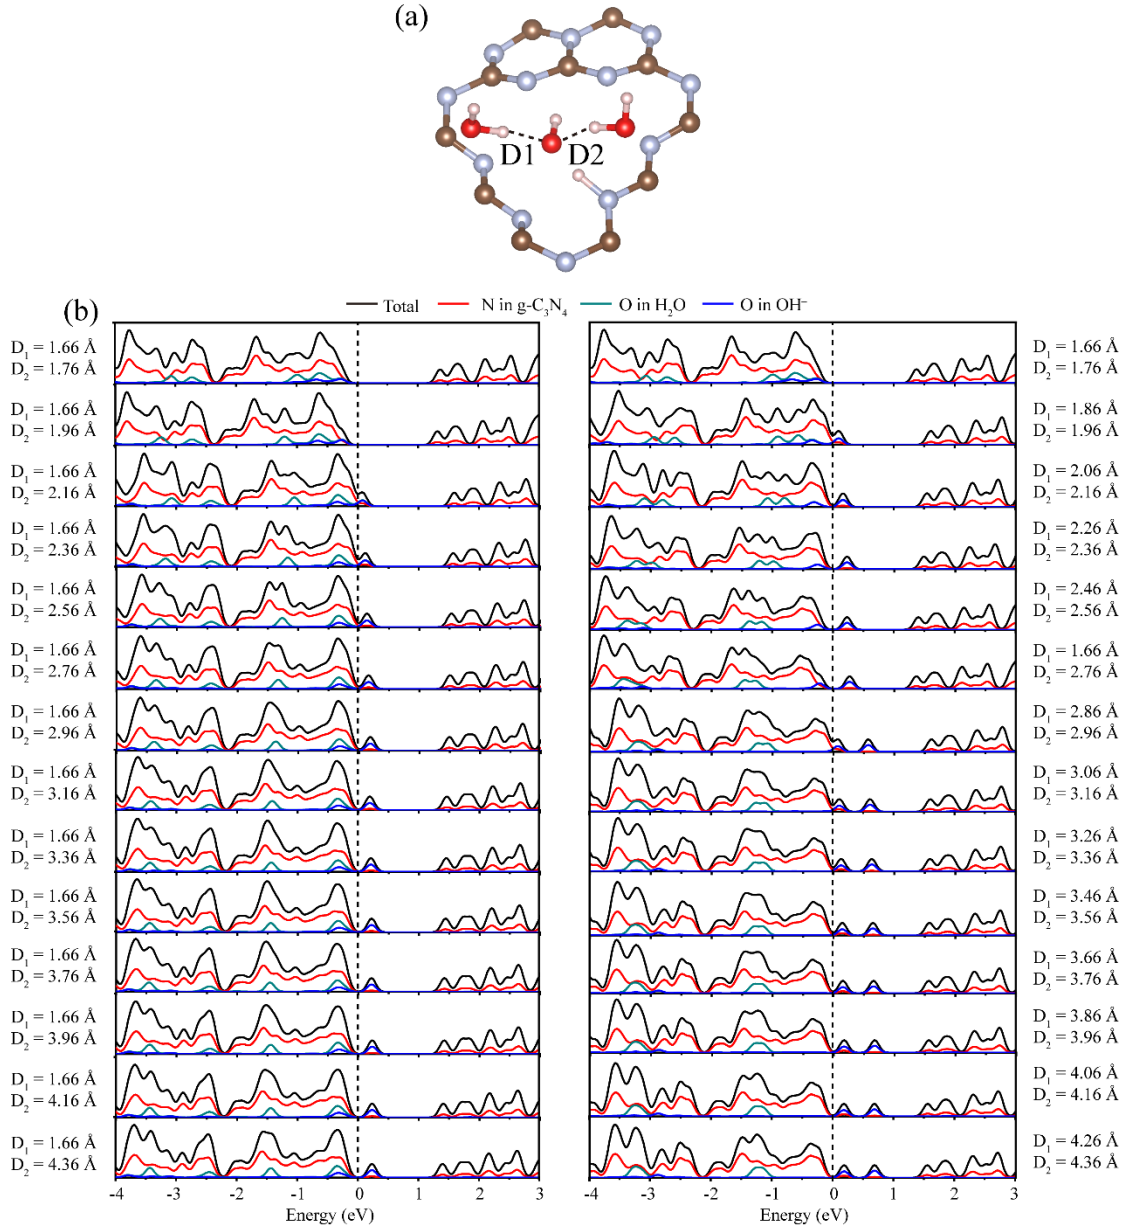 (a)
D1 D2
(b)
Total N in g-C₃N₄ O in H₂O O in OH⁻
D₁ = 1.66 Å
D₂ = 1.76 Å
D₁ = 1.66 Å
D₂ = 1.96 Å
D₁ = 1.66 Å
D₂ = 2.16 Å
D₁ = 1.66 Å
D₂ = 2.36 Å
D₁ = 1.66 Å
D₂ = 2.56 Å
D₁ = 1.66 Å
D₂ = 2.76 Å
D₁ = 1.66 Å
D₂ = 2.96 Å
D₁ = 1.66 Å
D₂ = 3.16 Å
D₁ = 1.66 Å
D₂ = 3.36 Å
D₁ = 1.66 Å
D₂ = 3.56 Å
D₁ = 1.66 Å
D₂ = 3.76 Å
D₁ = 1.66 Å
D₂ = 3.96 Å
D₁ = 1.66 Å
D₂ = 4.16 Å
D₁ = 1.66 Å
D₂ = 4.36 Å
-4 -3 -2 -1 0 1 2 3
Energy (eV)
D₁ = 1.66 Å
D₂ = 1.76 Å
D₁ = 1.86 Å
D₂ = 1.96 Å
D₁ = 2.06 Å
D₂ = 2.16 Å
D₁ = 2.26 Å
D₂ = 2.36 Å
D₁ = 2.46 Å
D₂ = 2.56 Å
D₁ = 1.66 Å
D₂ = 2.76 Å
D₁ = 2.86 Å
D₂ = 2.96 Å
D₁ = 3.06 Å
D₂ = 3.16 Å
D₁ = 3.26 Å
D₂ = 3.36 Å
D₁ = 3.46 Å
D₂ = 3.56 Å
D₁ = 3.66 Å
D₂ = 3.76 Å
D₁ = 3.86 Å
D₂ = 3.96 Å
D₁ = 4.06 Å
D₂ = 4.16 Å
D₁ = 4.26 Å
D₂ = 4.36 Å
-4 -3 -2 -1 0 1 2 3
Energy (eV)